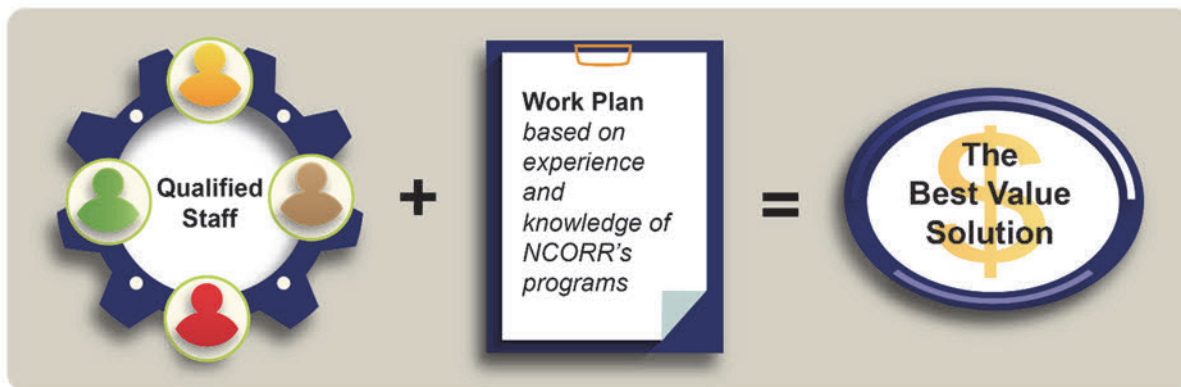 Qualified
Staff
+
Work Plan
based on
experience
and
knowledge of
NCORR's
programs
=
$
The
Best Value
Solution